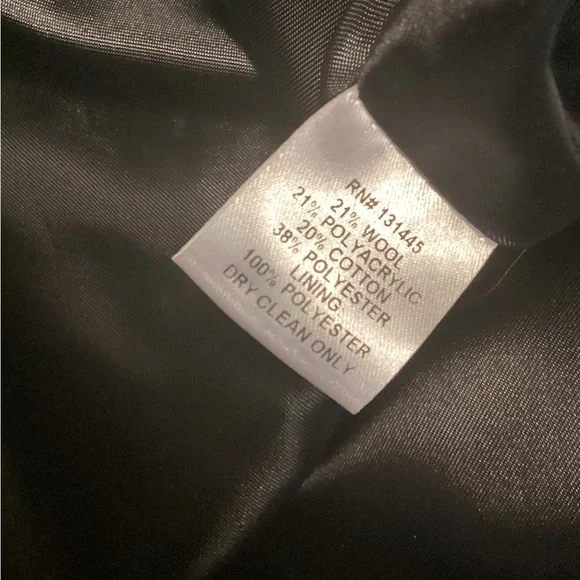 RN# 131445
21% WOOL
21% POLYACRYLIC
20% COTTON
38% POLYESTER
LINING
100% POLYESTER
DRY CLEAN ONLY